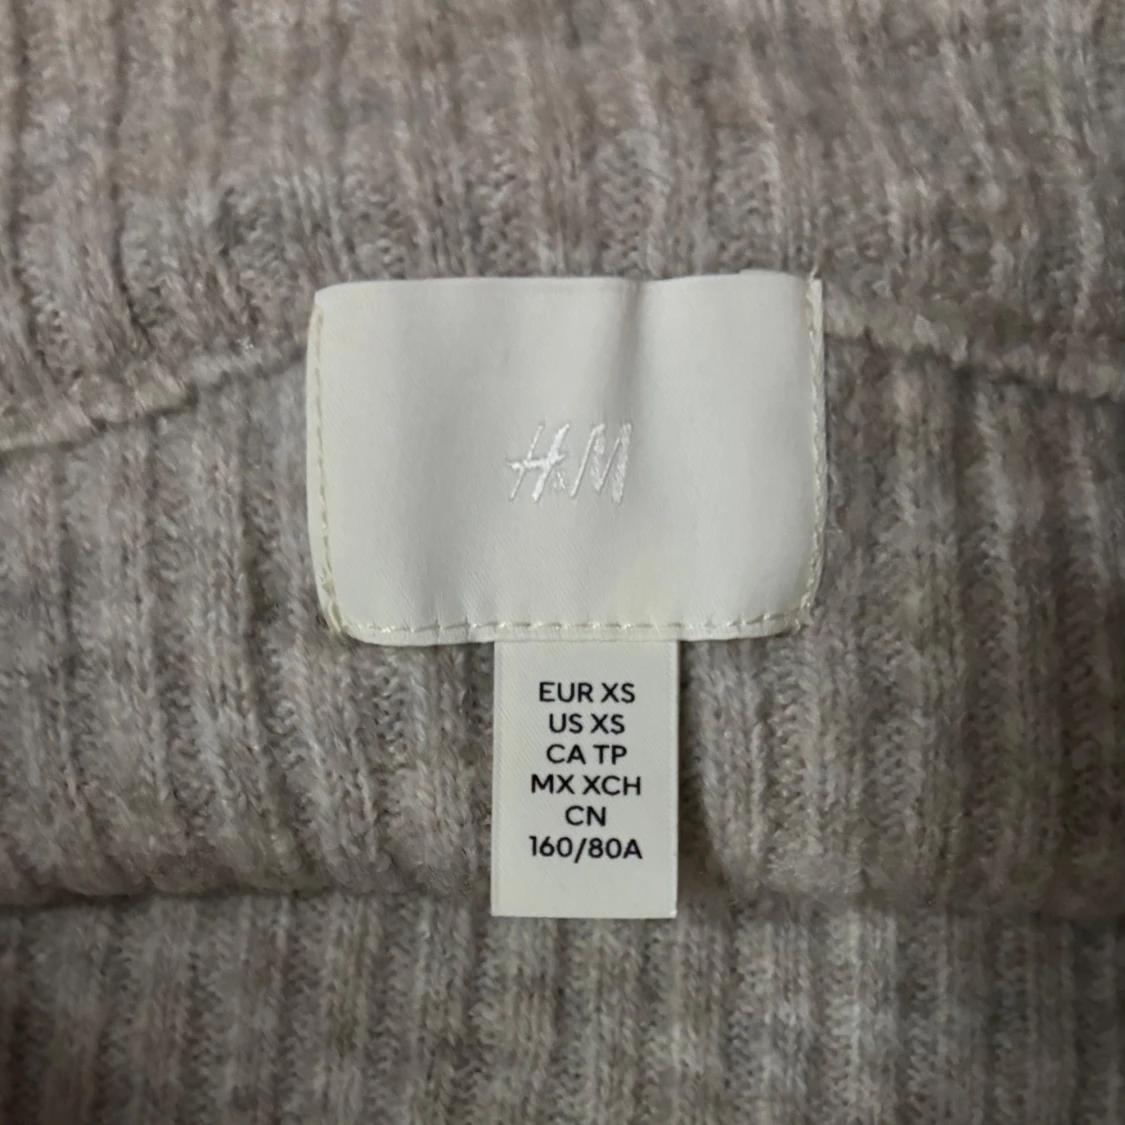 H&M
EUR XS
US XS
CA TP
MX XCH
CN
160/80A